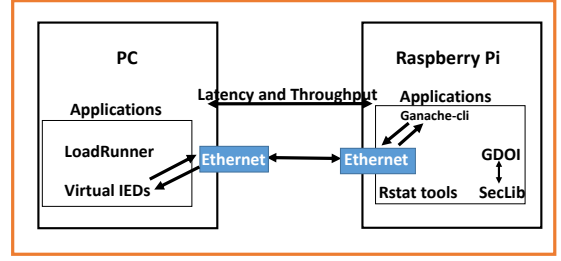 PC
Raspberry Pi
Latency and Throughput
Applications
Applications
Ganache-cli
LoadRunner
Ethernet
Ethernet
GDOI
Virtual IEDs
Rstat tools
SecLib